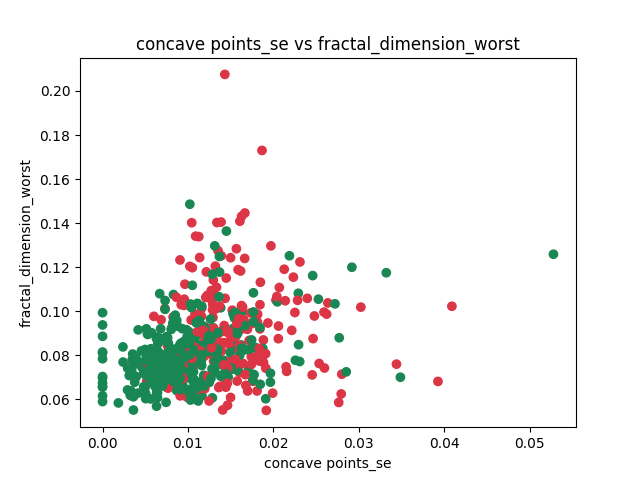 concave points_se vs fractal_dimension_worst
0.20
0.18
0.16
0.14
0.12
0.10
0.08
0.06
fractal_dimension_worst
0.00 0.01 0.02 0.03 0.04 0.05
concave points_se